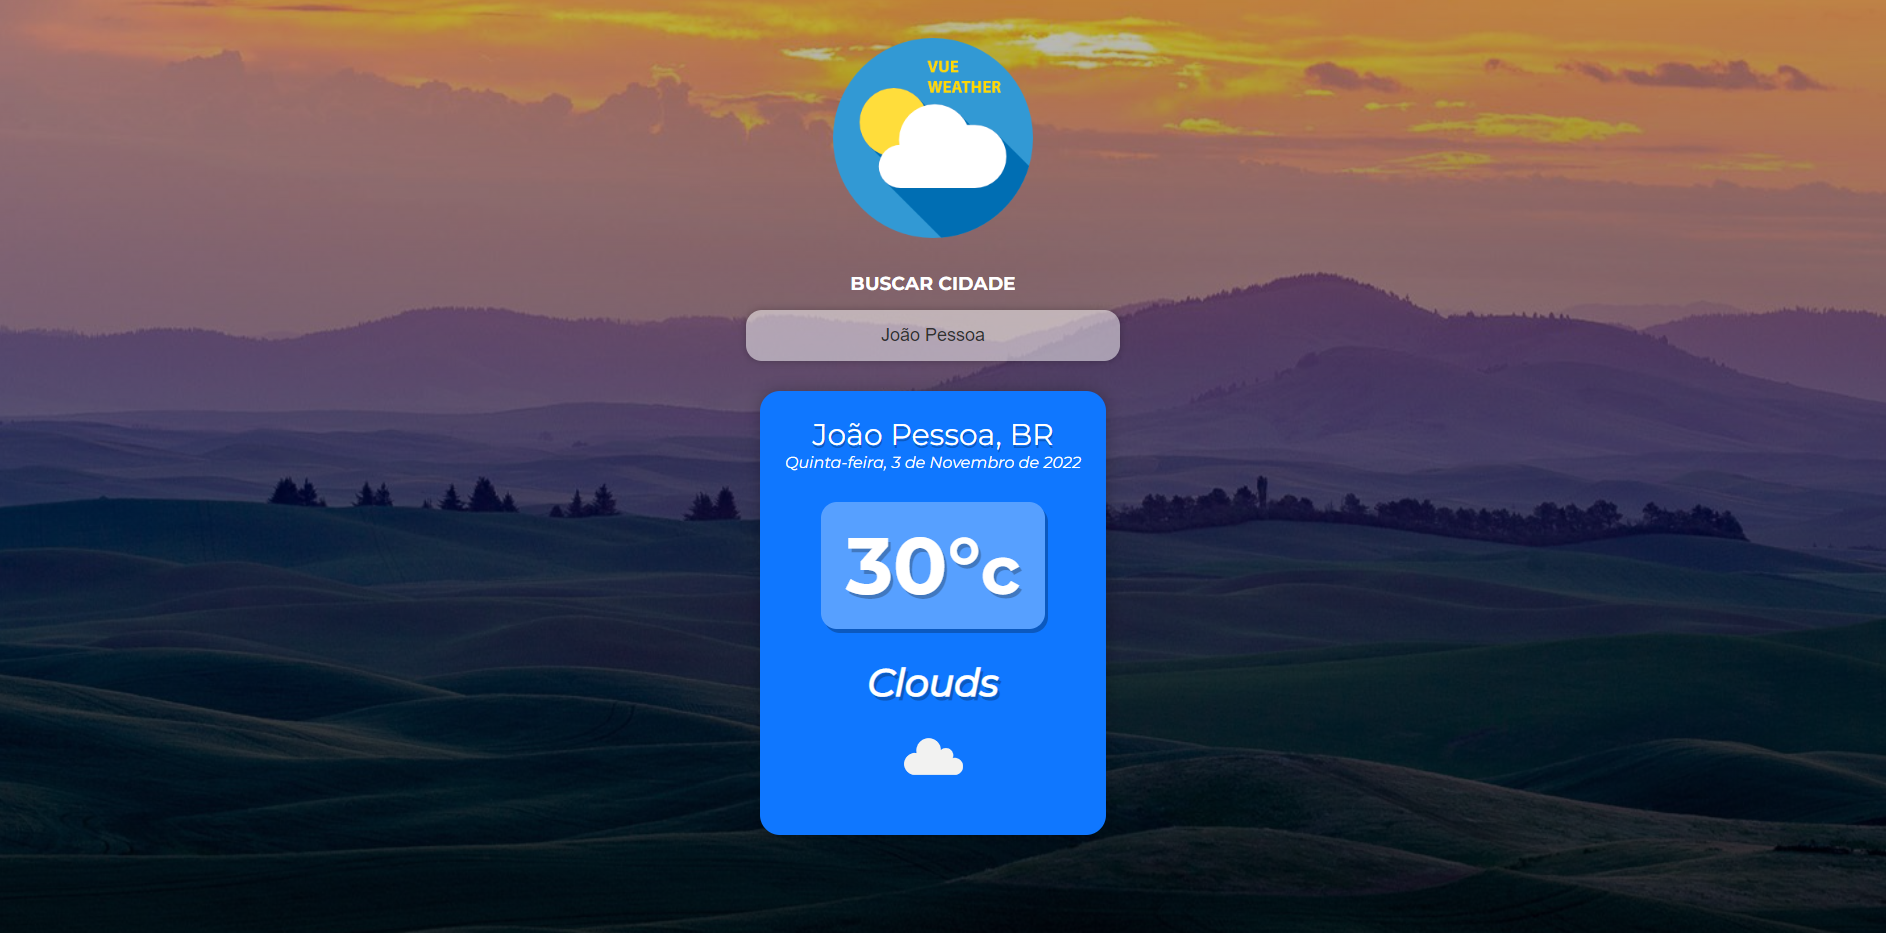 VUE
WEATHER
BUSCAR CIDADE
João Pessoa
João Pessoa, BR
Quinta-feira, 3 de Novembro de 2022
30°c
Clouds